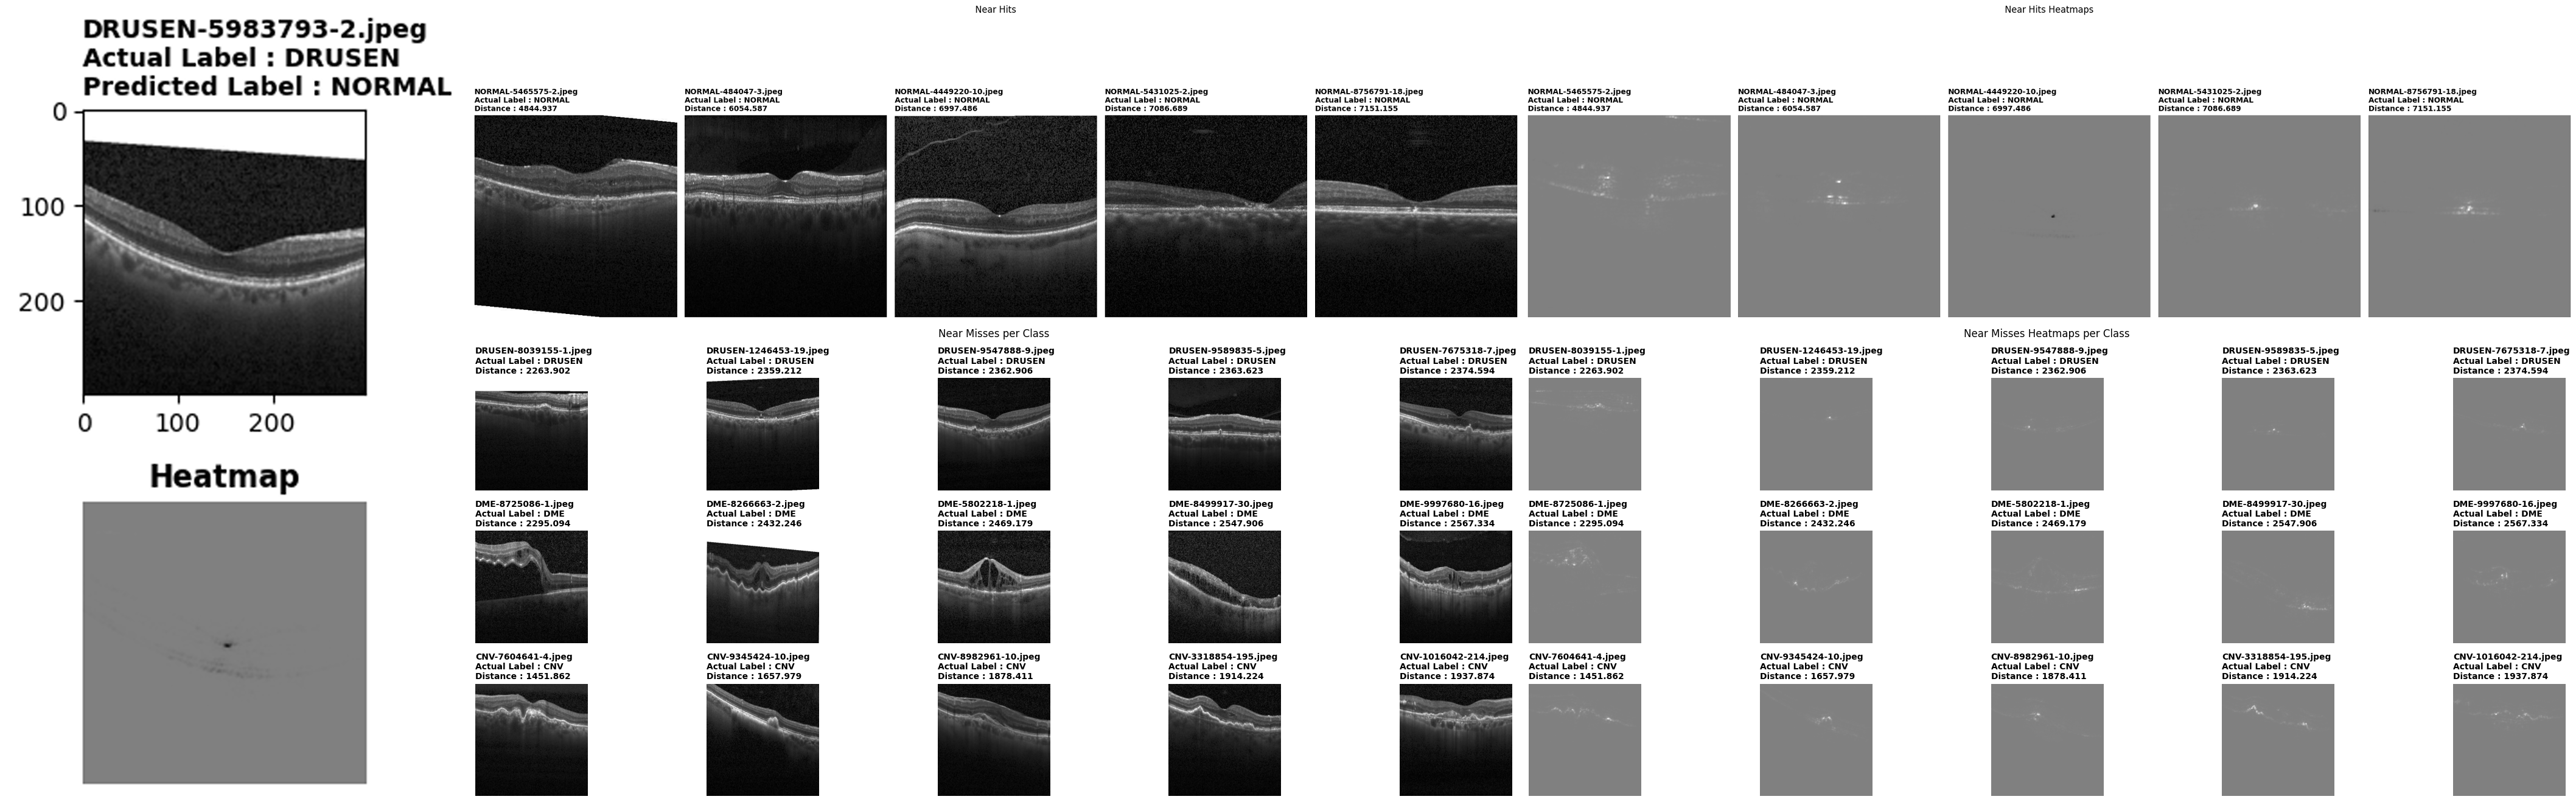 DRUSEN-5983793-2.jpeg
Actual Label : DRUSEN
Predicted Label : NORMAL
0
100
200
0
100
200
Heatmap
Near Hits
NORMAL-5465575-2.jpeg
Actual Label : NORMAL
Distance : 4844.937
NORMAL-484047-3.jpeg
Actual Label : NORMAL
Distance : 6054.587
NORMAL-4449220-10.jpeg
Actual Label : NORMAL
Distance : 6997.486
NORMAL-5431025-2.jpeg
Actual Label : NORMAL
Distance : 7086.689
NORMAL-8756791-18.jpeg
Actual Label : NORMAL
Distance : 7151.155
Near Hits Heatmaps
NORMAL-5465575-2.jpeg
Actual Label : NORMAL
Distance : 4844.937
NORMAL-484047-3.jpeg
Actual Label : NORMAL
Distance : 6054.587
NORMAL-4449220-10.jpeg
Actual Label : NORMAL
Distance : 6997.486
NORMAL-5431025-2.jpeg
Actual Label : NORMAL
Distance : 7086.689
NORMAL-8756791-18.jpeg
Actual Label : NORMAL
Distance : 7151.155
Near Misses per Class
DRUSEN-8039155-1.jpeg
Actual Label : DRUSEN
Distance : 2263.902
DRUSEN-1246453-19.jpeg
Actual Label : DRUSEN
Distance : 2359.212
DRUSEN-9547888-9.jpeg
Actual Label : DRUSEN
Distance : 2362.906
DRUSEN-9589835-5.jpeg
Actual Label : DRUSEN
Distance : 2363.623
DRUSEN-7675318-7.jpeg
Actual Label : DRUSEN
Distance : 2374.594
DME-8725086-1.jpeg
Actual Label : DME
Distance : 2295.094
DME-8266663-2.jpeg
Actual Label : DME
Distance : 2432.246
DME-5802218-1.jpeg
Actual Label : DME
Distance : 2469.179
DME-8499917-30.jpeg
Actual Label : DME
Distance : 2547.906
DME-9997680-16.jpeg
Actual Label : DME
Distance : 2567.334
CNV-7604641-4.jpeg
Actual Label : CNV
Distance : 1451.862
CNV-9345424-10.jpeg
Actual Label : CNV
Distance : 1657.979
CNV-8982961-10.jpeg
Actual Label : CNV
Distance : 1878.411
CNV-3318854-195.jpeg
Actual Label : CNV
Distance : 1914.224
CNV-1016042-214.jpeg
Actual Label : CNV
Distance : 1937.874
Near Misses Heatmaps per Class
DRUSEN-8039155-1.jpeg
Actual Label : DRUSEN
Distance : 2263.902
DRUSEN-1246453-19.jpeg
Actual Label : DRUSEN
Distance : 2359.212
DRUSEN-9547888-9.jpeg
Actual Label : DRUSEN
Distance : 2362.906
DRUSEN-9589835-5.jpeg
Actual Label : DRUSEN
Distance : 2363.623
DRUSEN-7675318-7.jpeg
Actual Label : DRUSEN
Distance : 2374.594
DME-8725086-1.jpeg
Actual Label : DME
Distance : 2295.094
DME-8266663-2.jpeg
Actual Label : DME
Distance : 2432.246
DME-5802218-1.jpeg
Actual Label : DME
Distance : 2469.179
DME-8499917-30.jpeg
Actual Label : DME
Distance : 2547.906
DME-9997680-16.jpeg
Actual Label : DME
Distance : 2567.334
CNV-7604641-4.jpeg
Actual Label : CNV
Distance : 1451.862
CNV-9345424-10.jpeg
Actual Label : CNV
Distance : 1657.979
CNV-8982961-10.jpeg
Actual Label : CNV
Distance : 1878.411
CNV-3318854-195.jpeg
Actual Label : CNV
Distance : 1914.224
CNV-1016042-214.jpeg
Actual Label : CNV
Distance : 1937.874